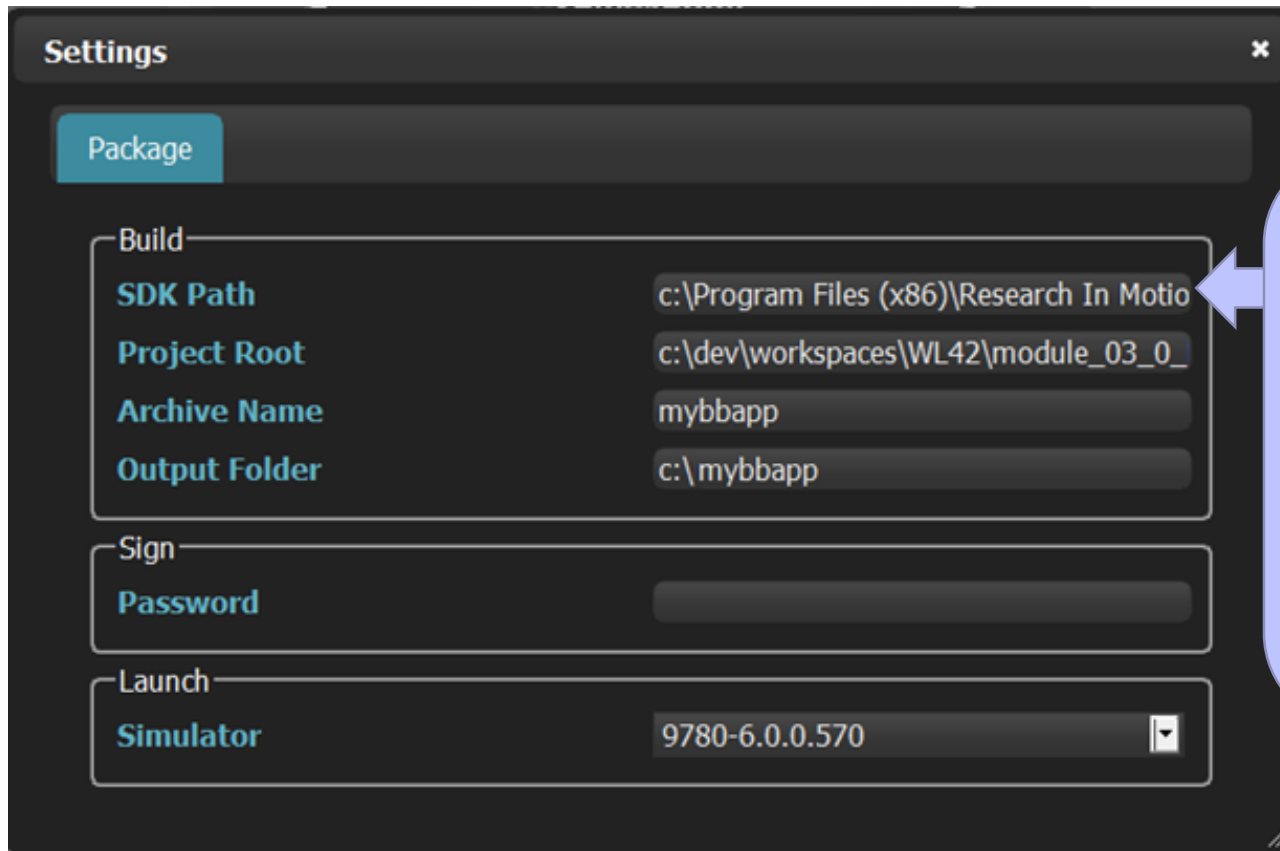 Settings
Package
Build
SDK Path c:\Program Files (x86)\Research In Motio
Project Root c:\dev\workspaces\WL42\module_03_0_
Archive Name mybbapp
Output Folder c:\mybbapp
Sign
Password
Launch
Simulator 9780-6.0.0.570